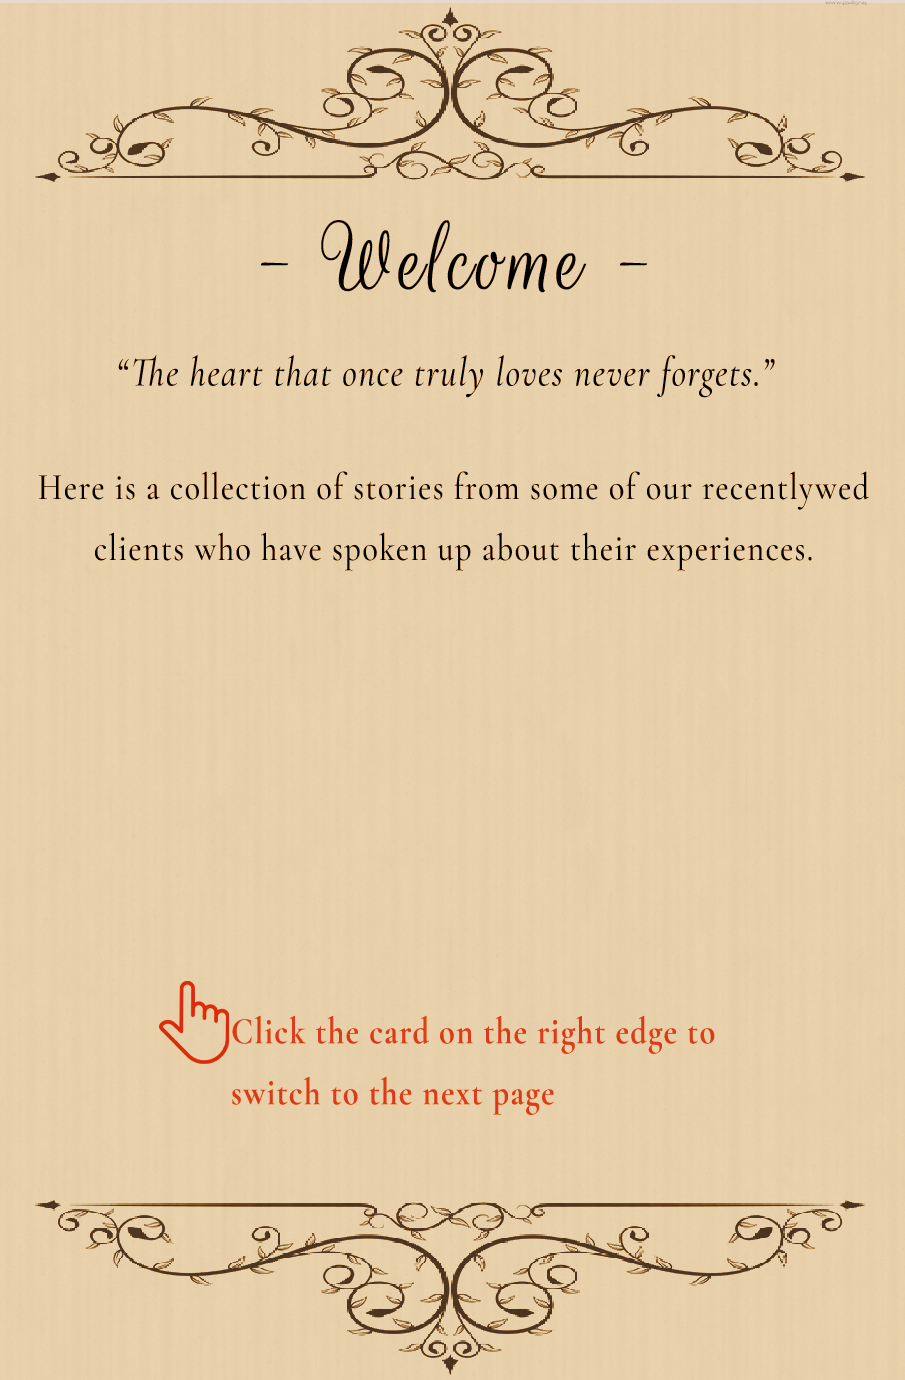 - Welcome -
“The heart that once truly loves never forgets.”
Here is a collection of stories from some of our recentlywed
clients who have spoken up about their experiences.
Click the card on the right edge to
switch to the next page